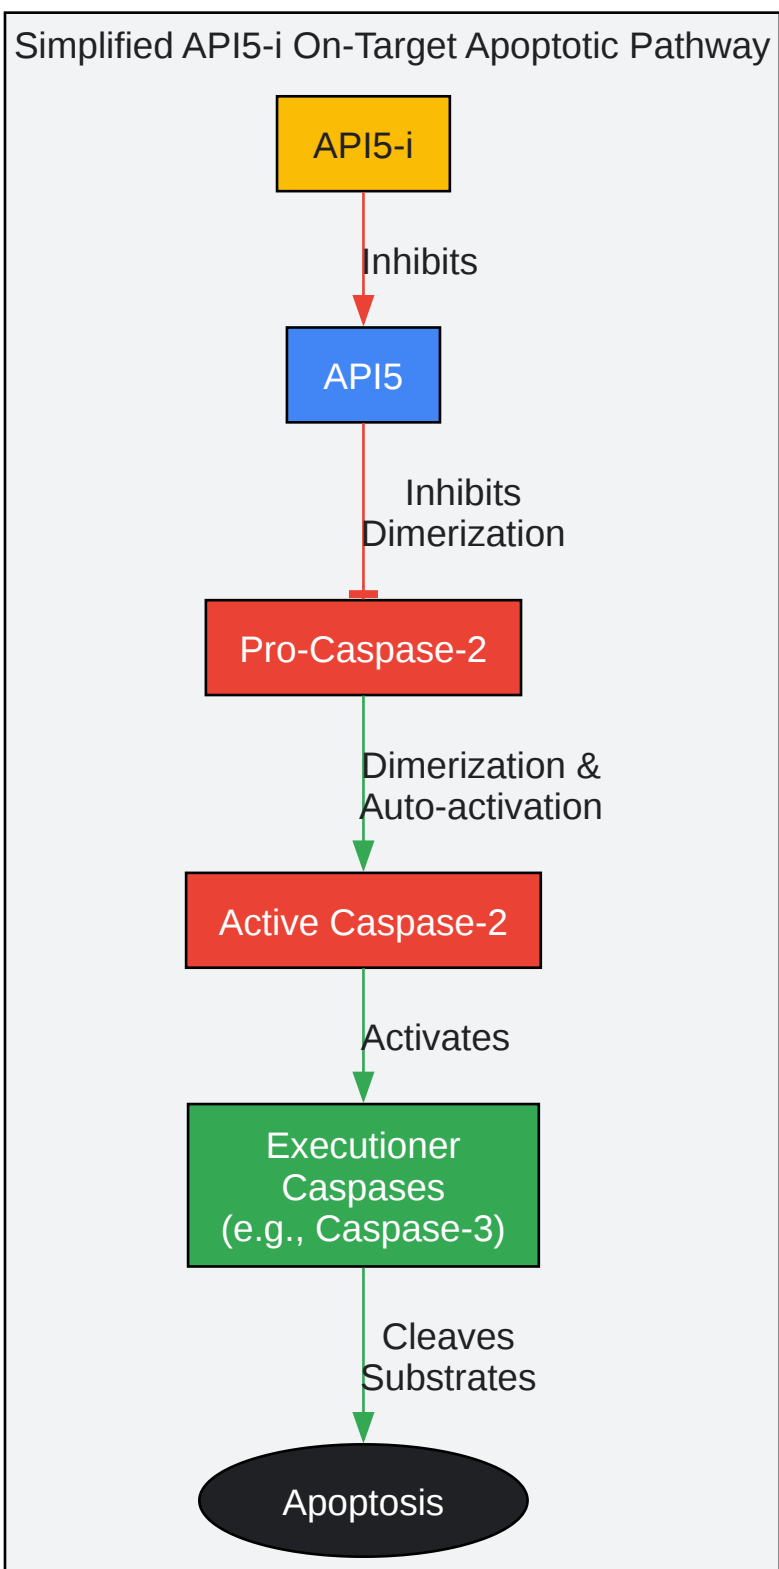 Simplified API5-i On-Target Apoptotic Pathway
API5-i
Inhibits
API5
Inhibits
Dimerization
Pro-Caspase-2
Dimerization &
Auto-activation
Active Caspase-2
Activates
Executioner
Caspases
(e.g., Caspase-3)
Cleaves
Substrates
Apoptosis